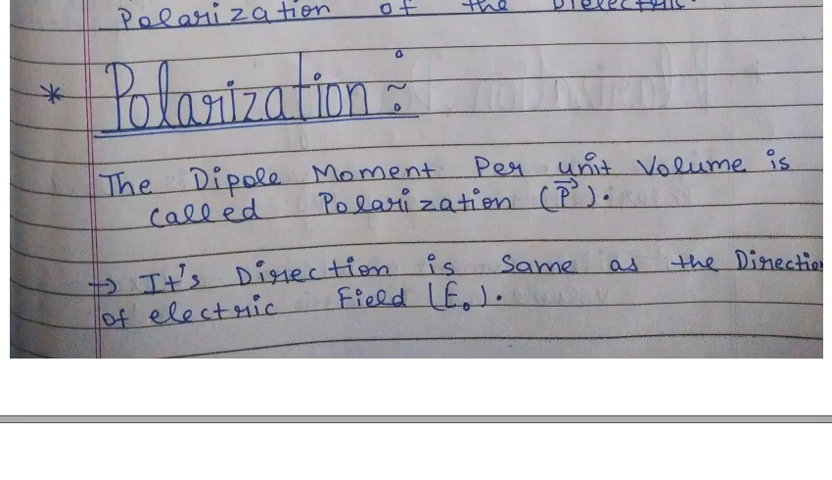 Polarization of the Dielectric.
* Polarization :~
The Dipole Moment Per unit Volume is
called Polarization (P⃗).
→ It's Direction is Same as the Direction
of electric Field (E₀).